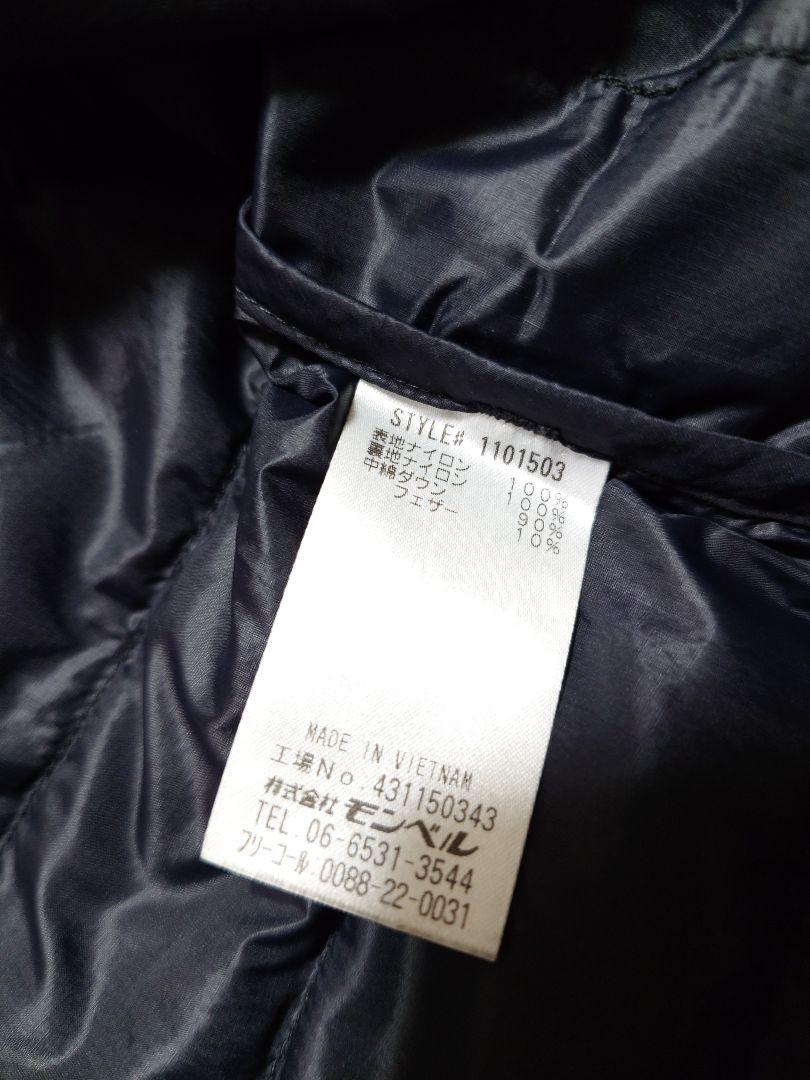 STYLE# 1101503
表地ナイロン 100%
裏地ナイロン 100%
中綿ダウン 90%
フェザー 10%
MADE IN VIETNAM
工場No. 431150343
株式会社 モンベル
TEL. 06-6531-3544
フリーコール. 0088-22-0031